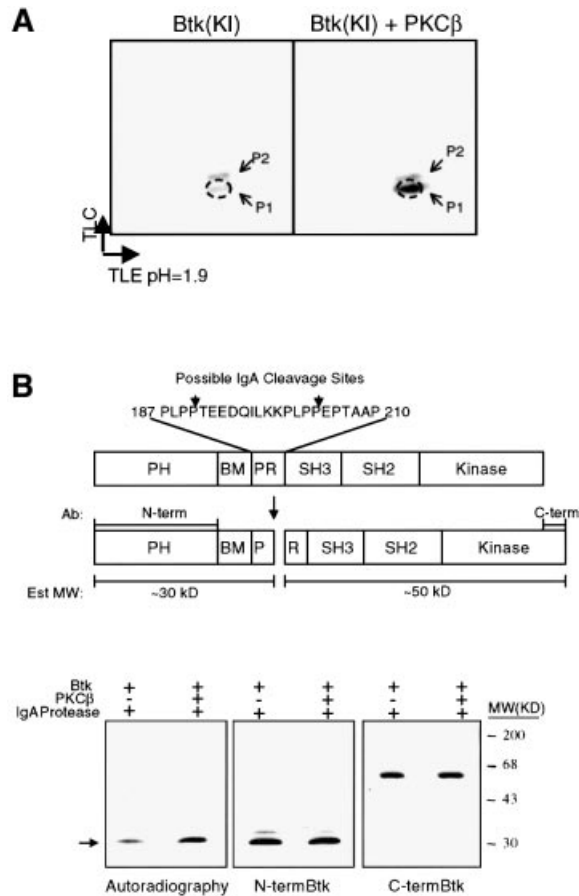 A
Btk(KI) Btk(KI) + PKCβ
P2 P2
P1 P1
TLC
TLE pH=1.9
B
Possible IgA Cleavage Sites
187 PLPPTEEDQILKKPLPPEPTAAP 210
PH BM PR SH3 SH2 Kinase
Ab: N-term C-term
PH BM P R SH3 SH2 Kinase
Est MW: ~30 kD ~50 kD
Btk + + + + + +
PKCβ - + - + - +
IgAProtease + + + + + +
MW(KD)
- 200
- 68
- 43
- 30
Autoradiography N-termBtk C-termBtk